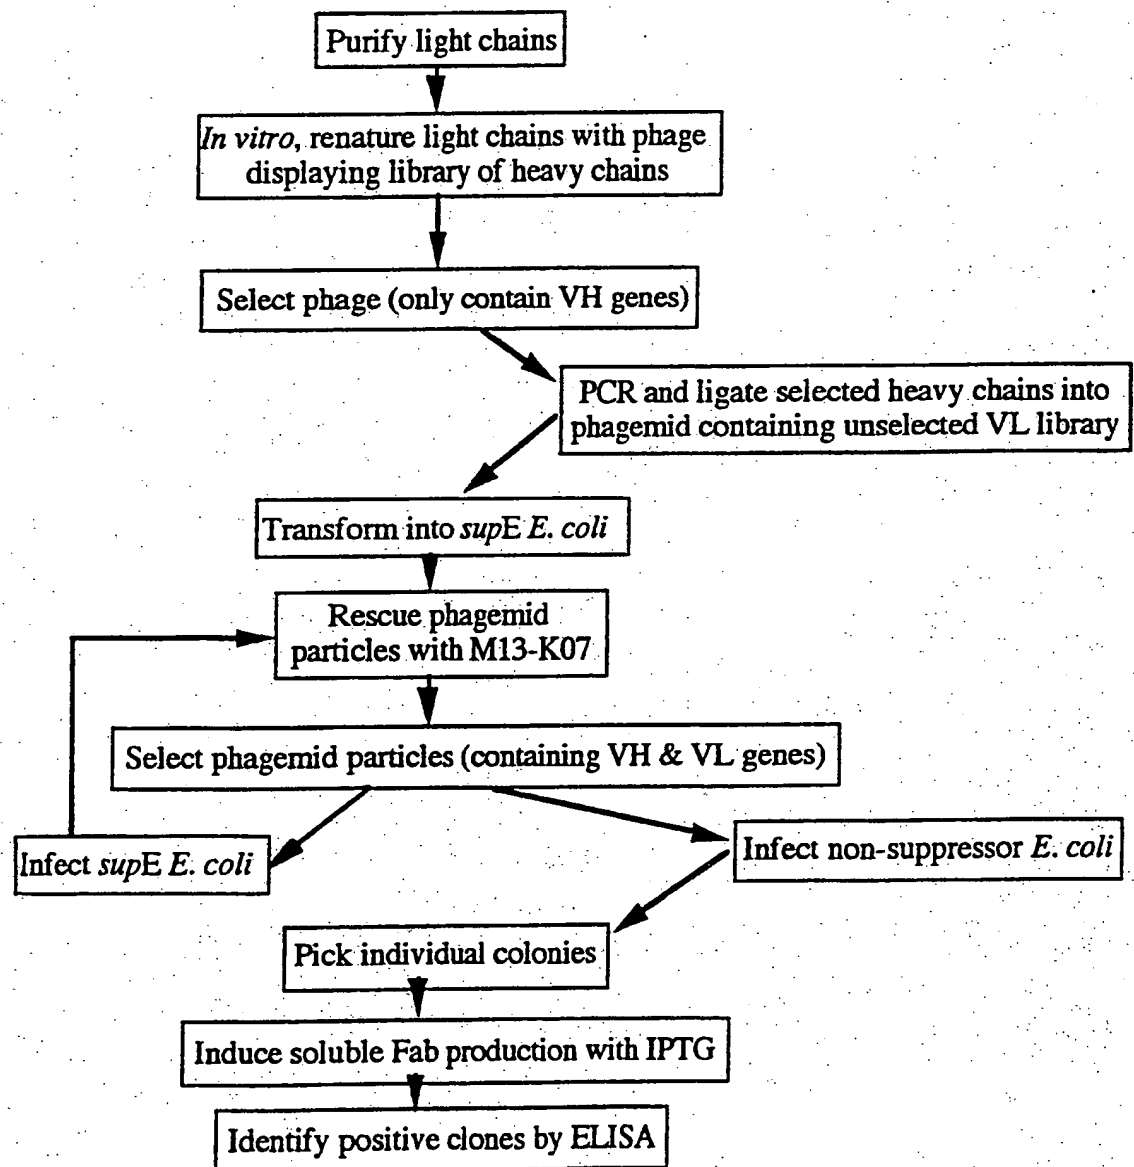 Purify light chains
In vitro, renature light chains with phage
displaying library of heavy chains
Select phage (only contain VH genes)
PCR and ligate selected heavy chains into
phagemid containing unselected VL library
Transform into supE E. coli
Rescue phagemid
particles with M13-K07
Select phagemid particles (containing VH & VL genes)
Infect supE E. coli
Infect non-suppressor E. coli
Pick individual colonies
Induce soluble Fab production with IPTG
Identify positive clones by ELISA